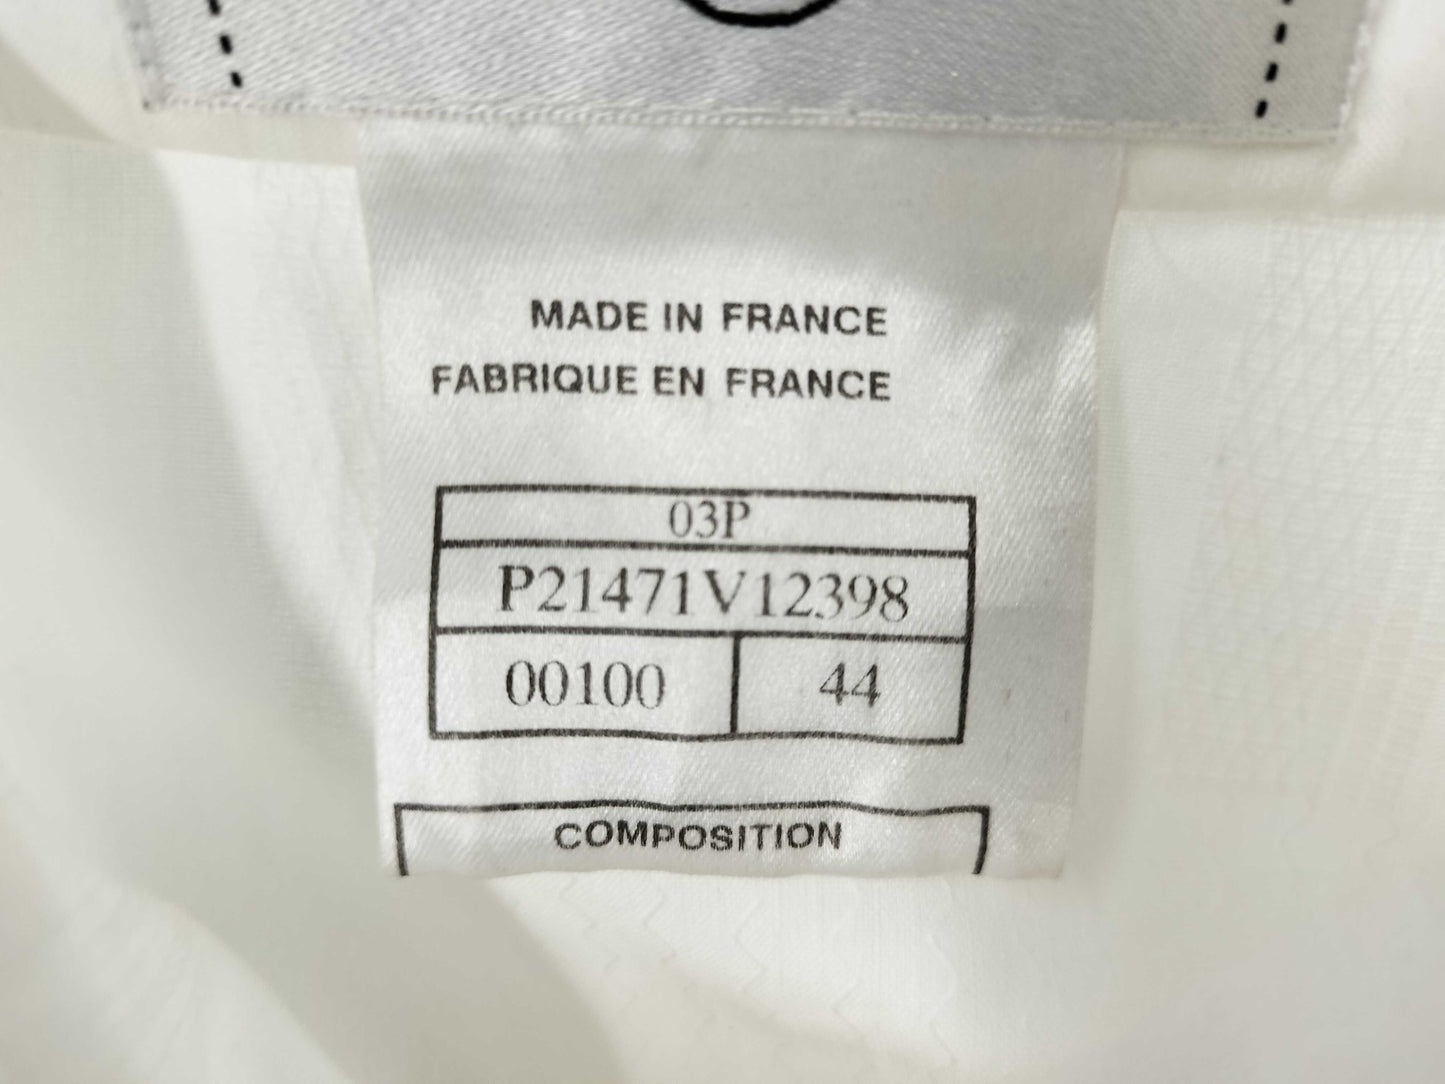 MADE IN FRANCE
FABRIQUE EN FRANCE
03P
P21471V12398
00100 44
COMPOSITION